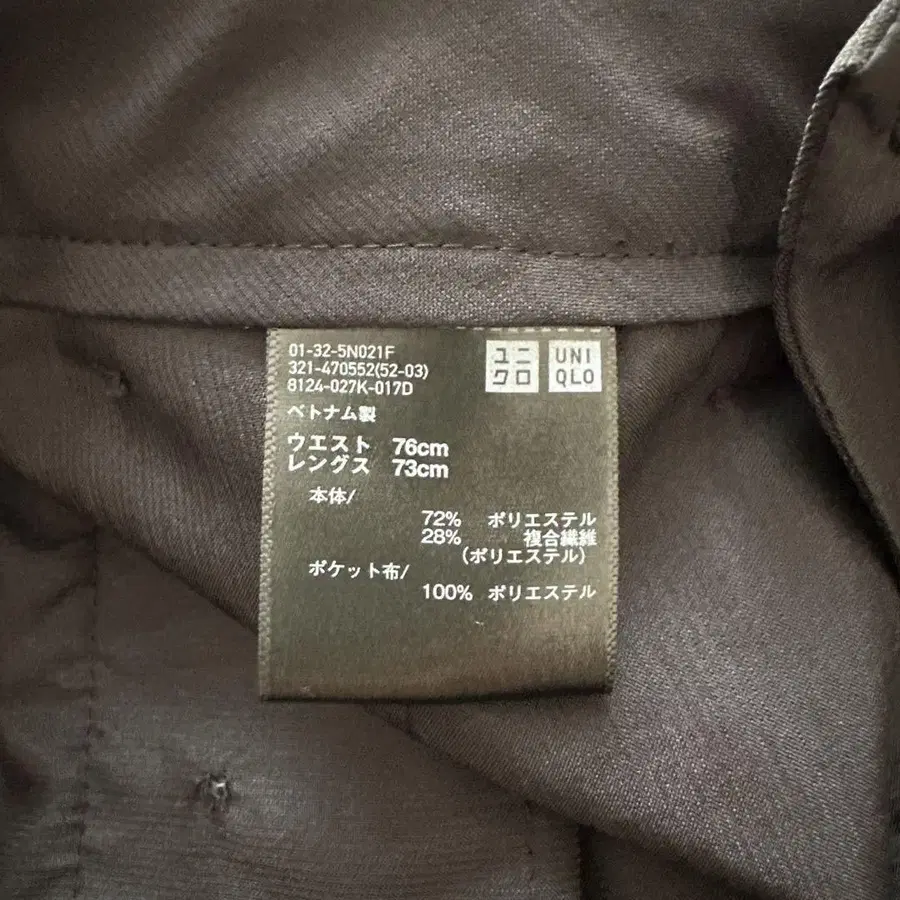 01-32-5N021F
321-470552(52-03)
8124-027K-017D
ユニ
クロ
UNI
QLO
ベトナム製
ウエスト 76cm
レングス 73cm
本体/
72% ポリエステル
28% 複合繊維
(ポリエステル)
ポケット布/
100% ポリエステル